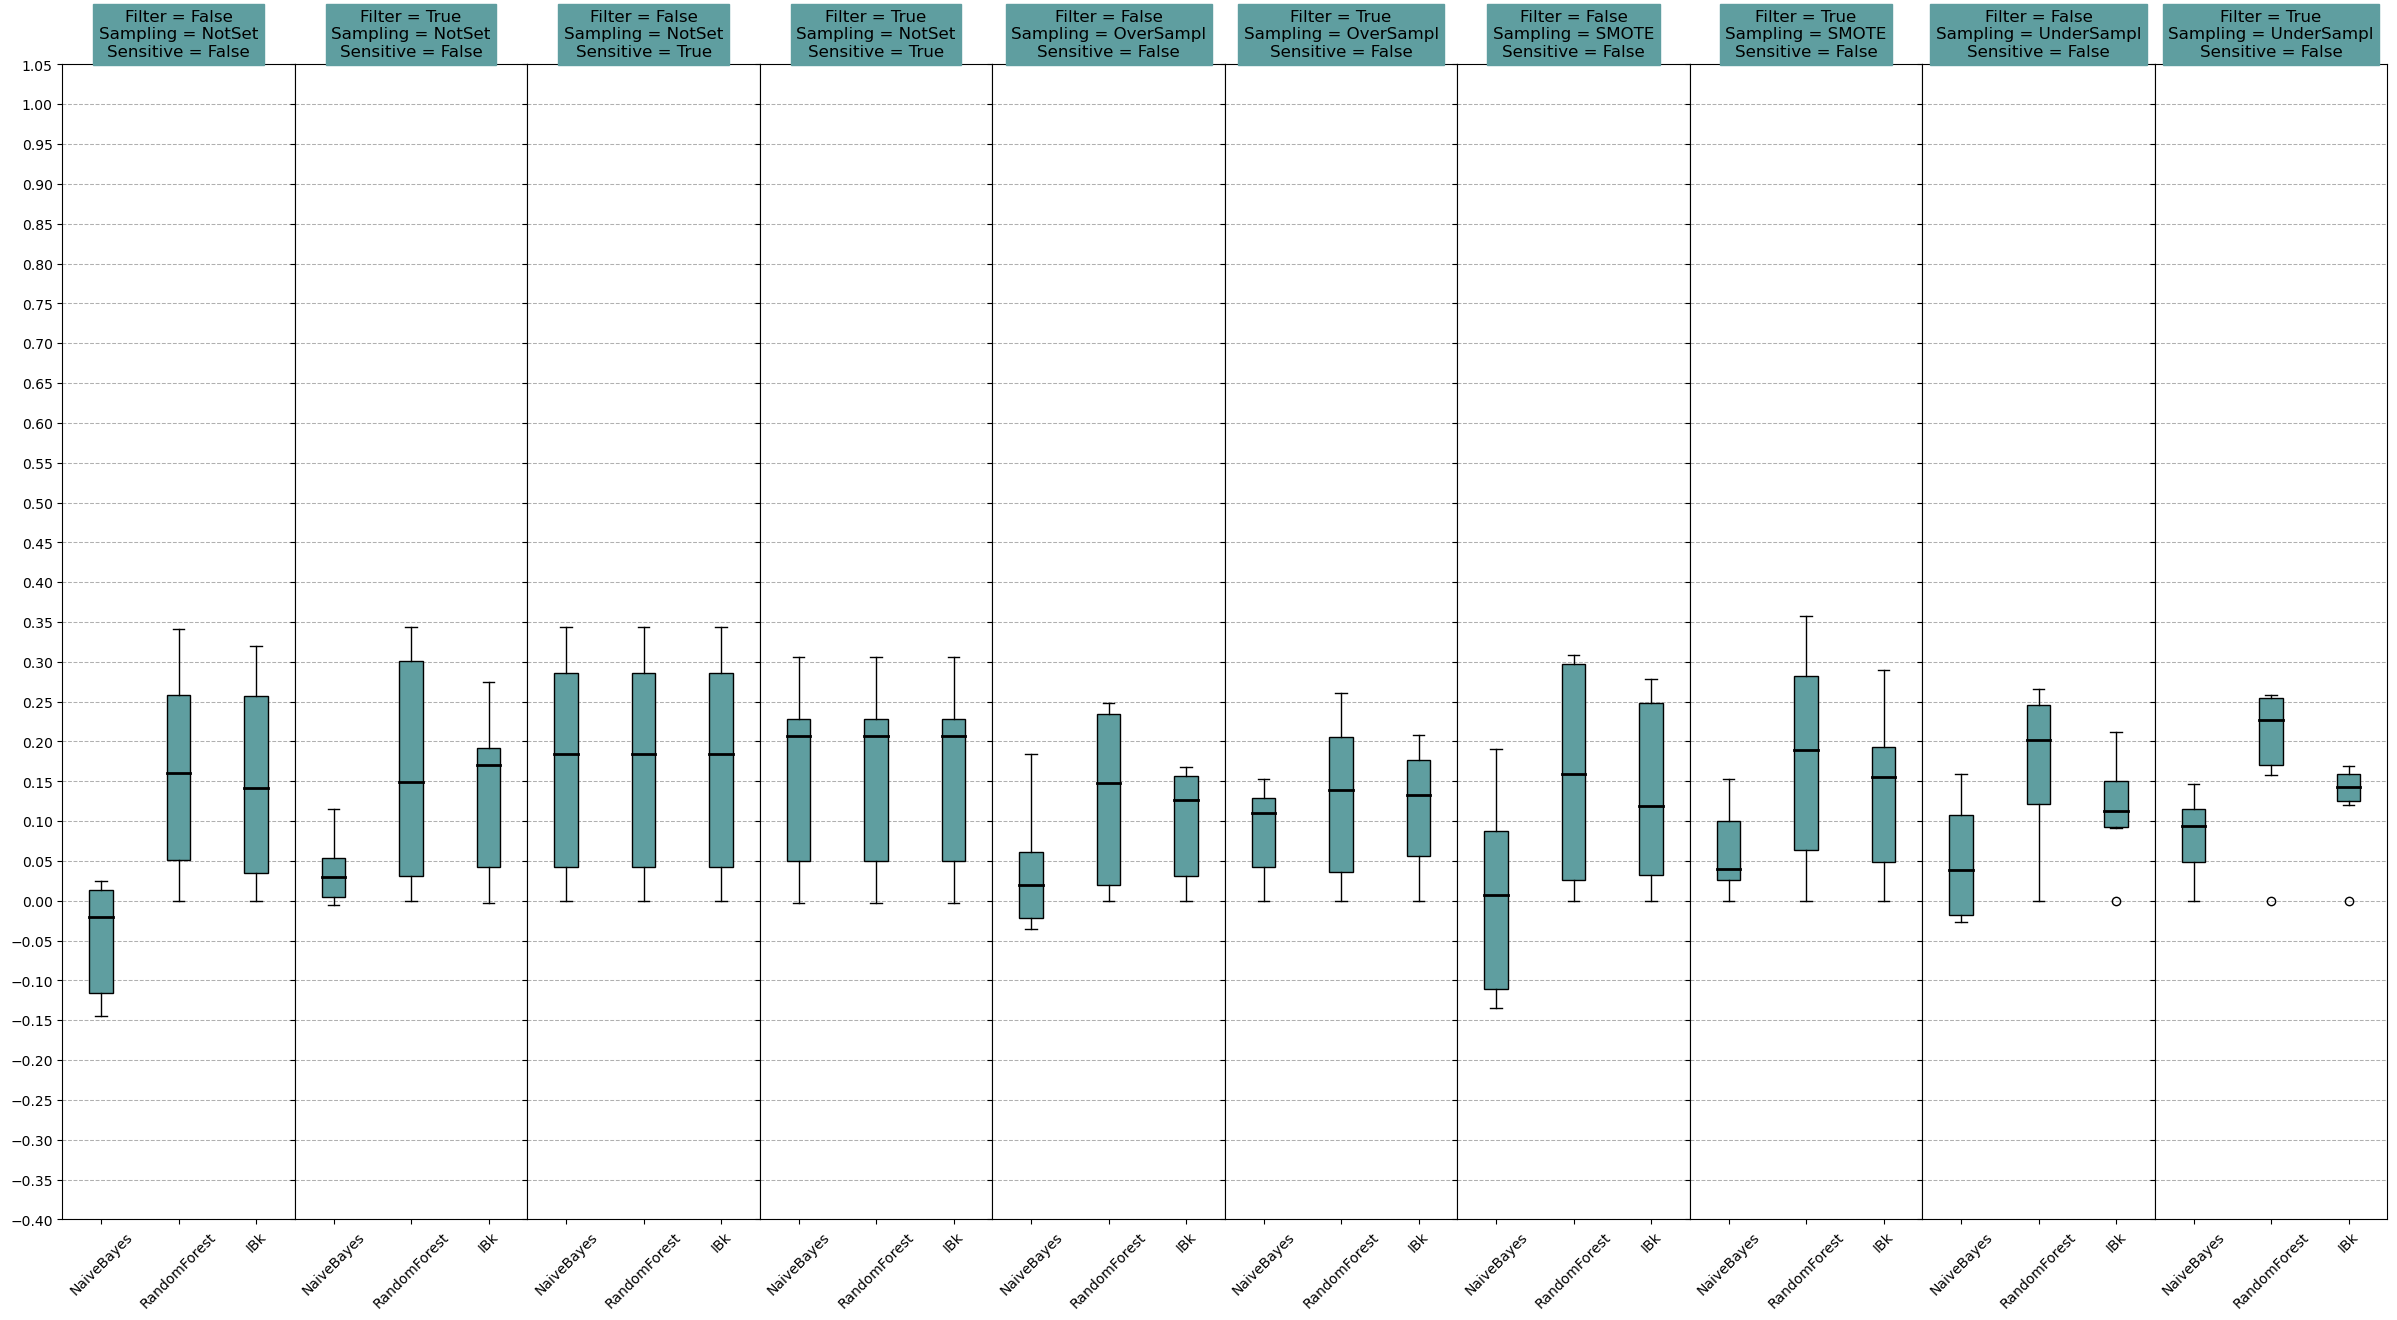 Filter = False
Sampling = NotSet
Sensitive = False
Filter = True
Sampling = NotSet
Sensitive = False
Filter = False
Sampling = NotSet
Sensitive = True
Filter = True
Sampling = NotSet
Sensitive = True
Filter = False
Sampling = OverSampl
Sensitive = False
Filter = True
Sampling = OverSampl
Sensitive = False
Filter = False
Sampling = SMOTE
Sensitive = False
Filter = True
Sampling = SMOTE
Sensitive = False
Filter = False
Sampling = UnderSampl
Sensitive = False
Filter = True
Sampling = UnderSampl
Sensitive = False
1.05
1.00
0.95
0.90
0.85
0.80
0.75
0.70
0.65
0.60
0.55
0.50
0.45
0.40
0.35
0.30
0.25
0.20
0.15
0.10
0.05
0.00
−0.05
−0.10
−0.15
−0.20
−0.25
−0.30
−0.35
−0.40
NaiveBayes
RandomForest
IBk
NaiveBayes
RandomForest
IBk
NaiveBayes
RandomForest
IBk
NaiveBayes
RandomForest
IBk
NaiveBayes
RandomForest
IBk
NaiveBayes
RandomForest
IBk
NaiveBayes
RandomForest
IBk
NaiveBayes
RandomForest
IBk
NaiveBayes
RandomForest
IBk
NaiveBayes
RandomForest
IBk